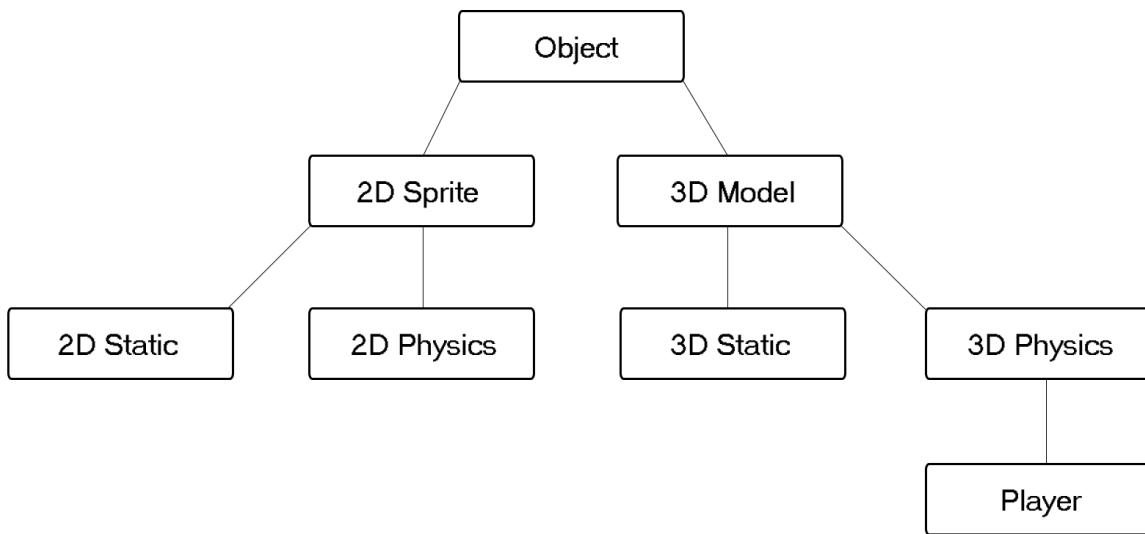 Object
2D Sprite
3D Model
2D Static
2D Physics
3D Static
3D Physics
Player